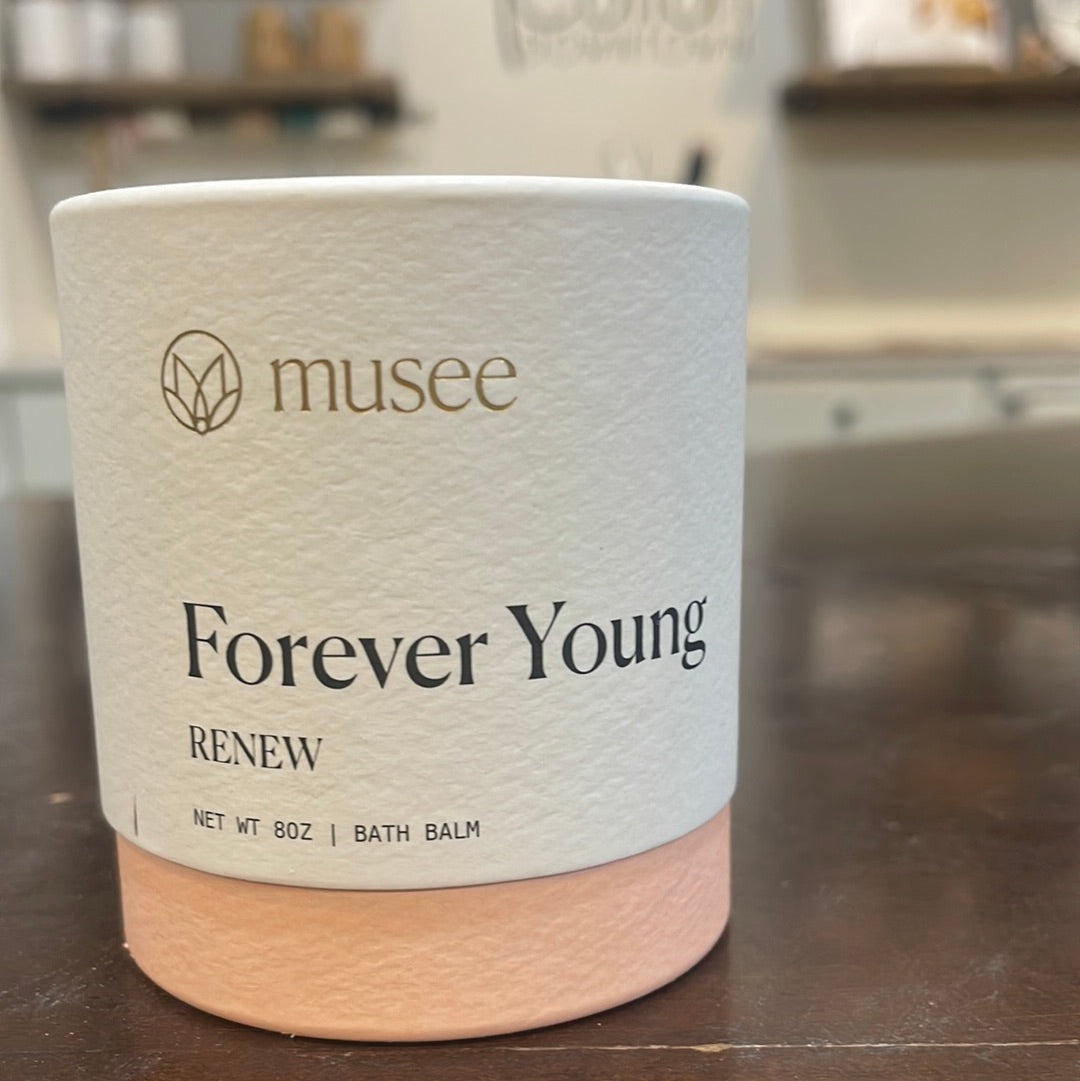 musee
Forever Young
RENEW
NET WT 8OZ | BATH BALM